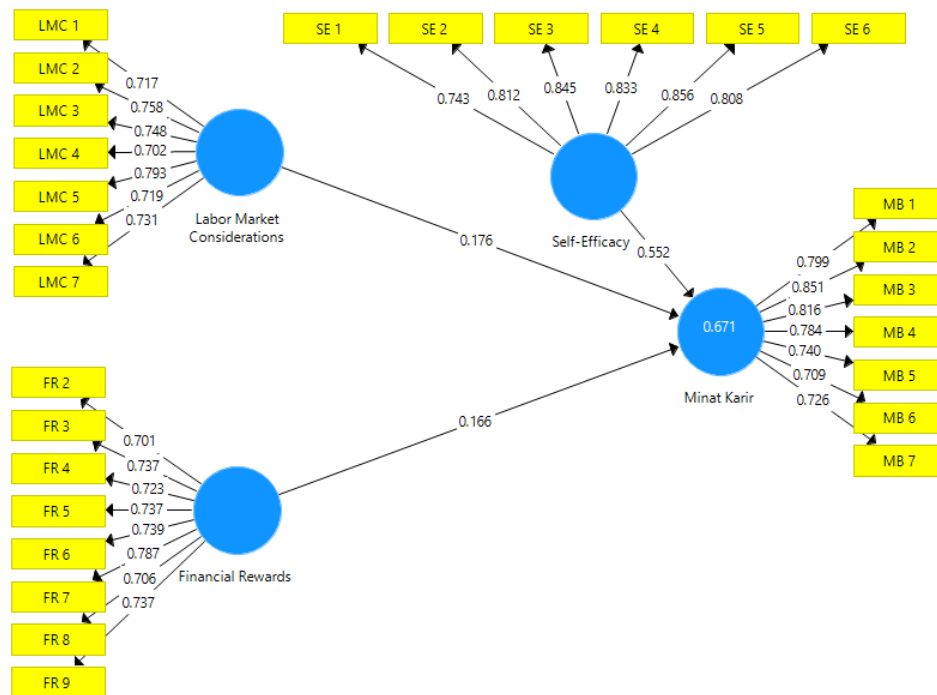 LMC 1
LMC 2
LMC 3
LMC 4
LMC 5
LMC 6
LMC 7
0.717
0.758
0.748
0.702
0.793
0.719
0.731
Labor Market
Considerations
SE 1
SE 2
SE 3
SE 4
SE 5
SE 6
0.743
0.812
0.845
0.833
0.856
0.808
Self-Efficacy
0.176
0.552
0.166
MB 1
MB 2
MB 3
MB 4
MB 5
MB 6
MB 7
0.799
0.851
0.816
0.784
0.740
0.709
0.726
0.671
Minat Karir
FR 2
FR 3
FR 4
FR 5
FR 6
FR 7
FR 8
FR 9
0.701
0.737
0.723
0.737
0.739
0.787
0.706
0.737
Financial Rewards